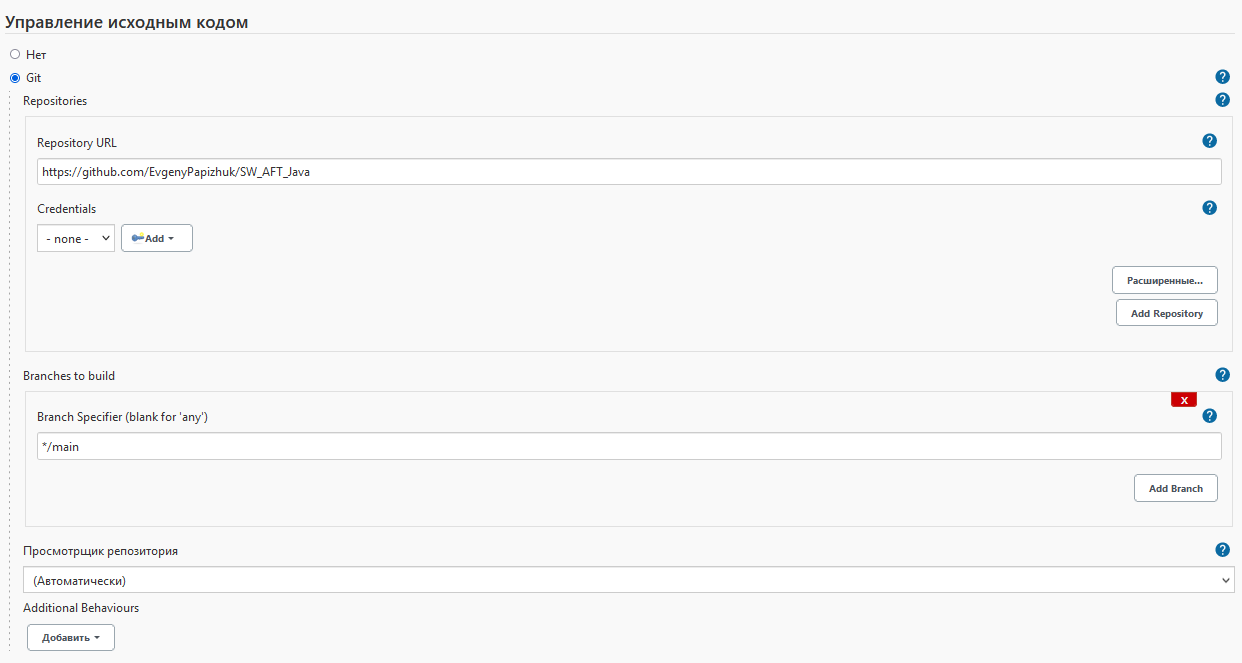 Управление исходным кодом
Нет
Git
?
Repositories
?
Repository URL
?
https://github.com/EvgenyPapizhuk/SW_AFT_Java
Credentials
?
- none -
Add
Расширенные...
Add Repository
Branches to build
?
X
Branch Specifier (blank for 'any')
?
*/main
Add Branch
Просмотрщик репозитория
?
(Автоматически)
Additional Behaviours
Добавить